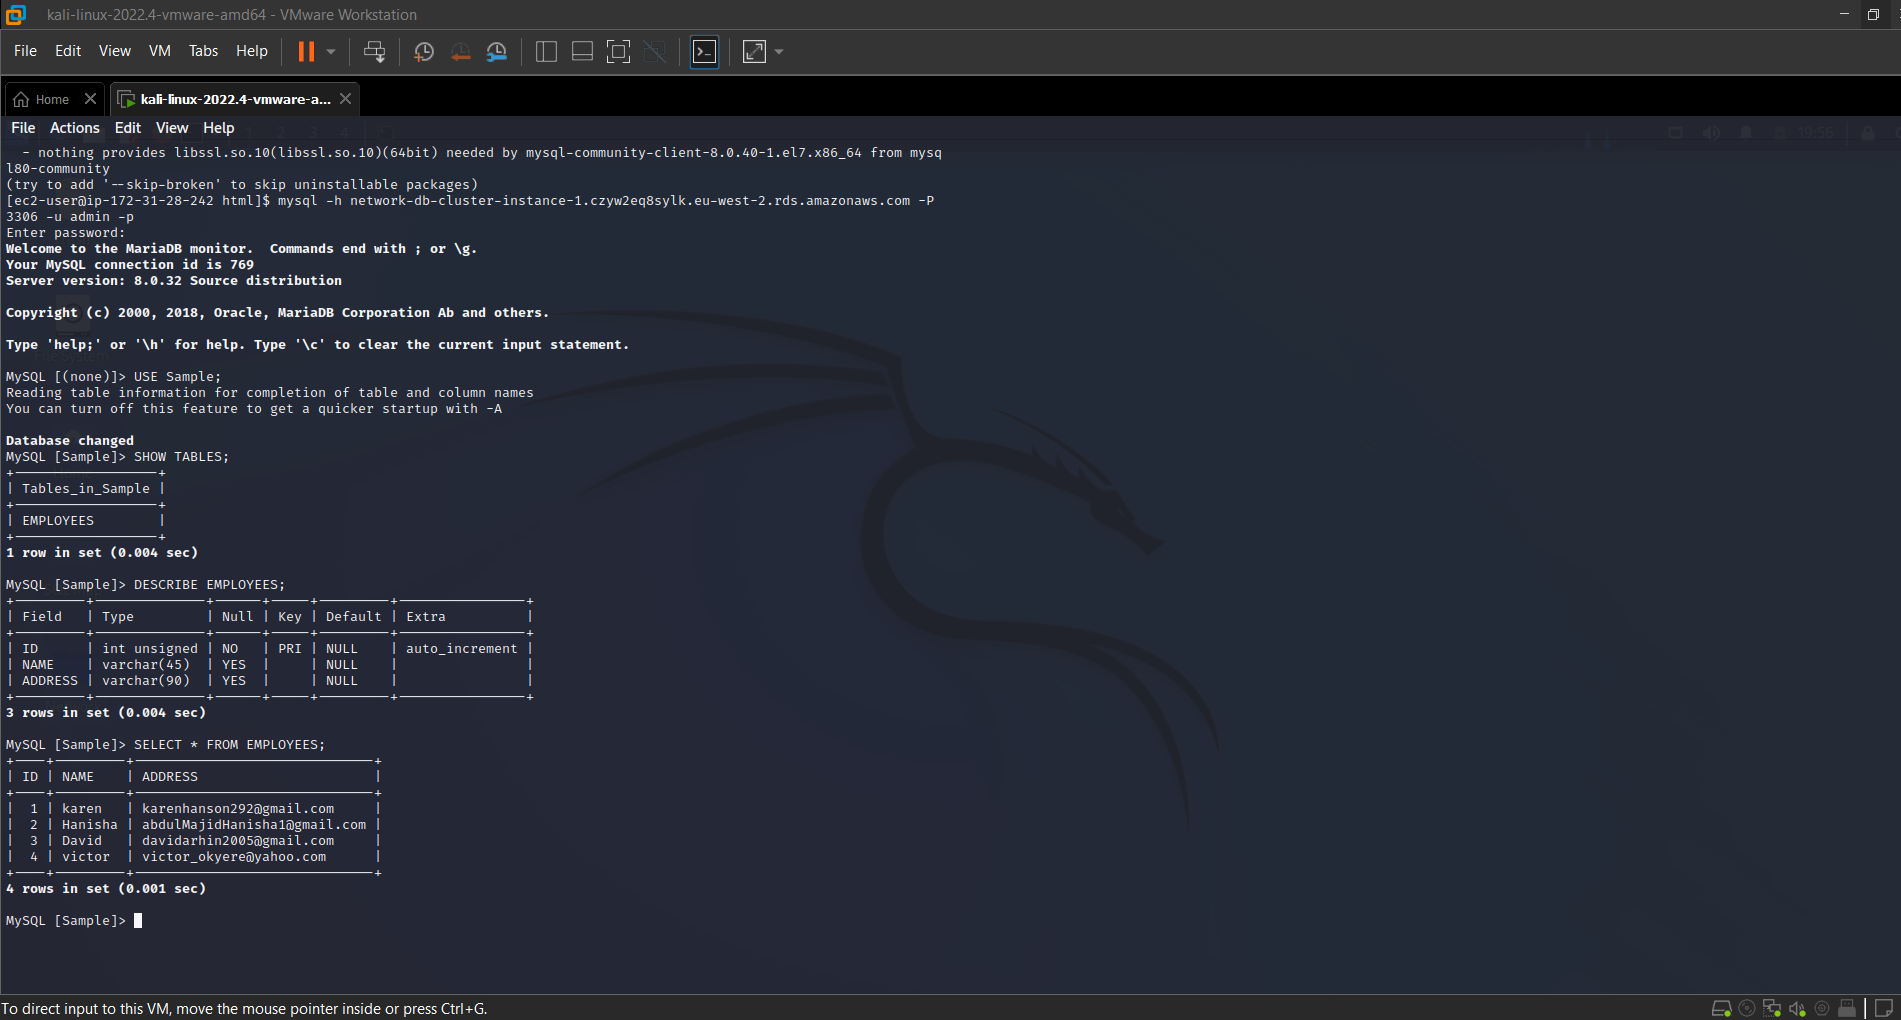 kali-linux-2022.4-vmware-amd64 - VMware Workstation
File Edit View VM Tabs Help
Home kali-linux-2022.4-vmware-a...
File Actions Edit View Help
19:56
- nothing provides libssl.so.10(libssl.so.10)(64bit) needed by mysql-community-client-8.0.40-1.el7.x86_64 from mysq
l80-community
(try to add '--skip-broken' to skip uninstallable packages)
[ec2-user@ip-172-31-28-242 html]$ mysql -h network-db-cluster-instance-1.czyw2eq8sylk.eu-west-2.rds.amazonaws.com -P
3306 -u admin -p
Enter password:
Welcome to the MariaDB monitor.  Commands end with ; or \g.
Your MySQL connection id is 769
Server version: 8.0.32 Source distribution
Copyright (c) 2000, 2018, Oracle, MariaDB Corporation Ab and others.
Type 'help;' or '\h' for help. Type '\c' to clear the current input statement.
MySQL [(none)]> USE Sample;
Reading table information for completion of table and column names
You can turn off this feature to get a quicker startup with -A
Database changed
MySQL [Sample]> SHOW TABLES;
| Tables_in_Sample |
| EMPLOYEES |
1 row in set (0.004 sec)
MySQL [Sample]> DESCRIBE EMPLOYEES;
| Field | Type | Null | Key | Default | Extra |
| ID | int unsigned | NO | PRI | NULL | auto_increment |
| NAME | varchar(45) | YES | | NULL | |
| ADDRESS | varchar(90) | YES | | NULL | |
3 rows in set (0.004 sec)
MySQL [Sample]> SELECT * FROM EMPLOYEES;
| ID | NAME | ADDRESS |
| 1 | karen | karenhanson292@gmail.com |
| 2 | Hanisha | abdulMajidHanisha1@gmail.com |
| 3 | David | davidarhin2005@gmail.com |
| 4 | victor | victor_okyere@yahoo.com |
4 rows in set (0.001 sec)
MySQL [Sample]>
To direct input to this VM, move the mouse pointer inside or press Ctrl+G.